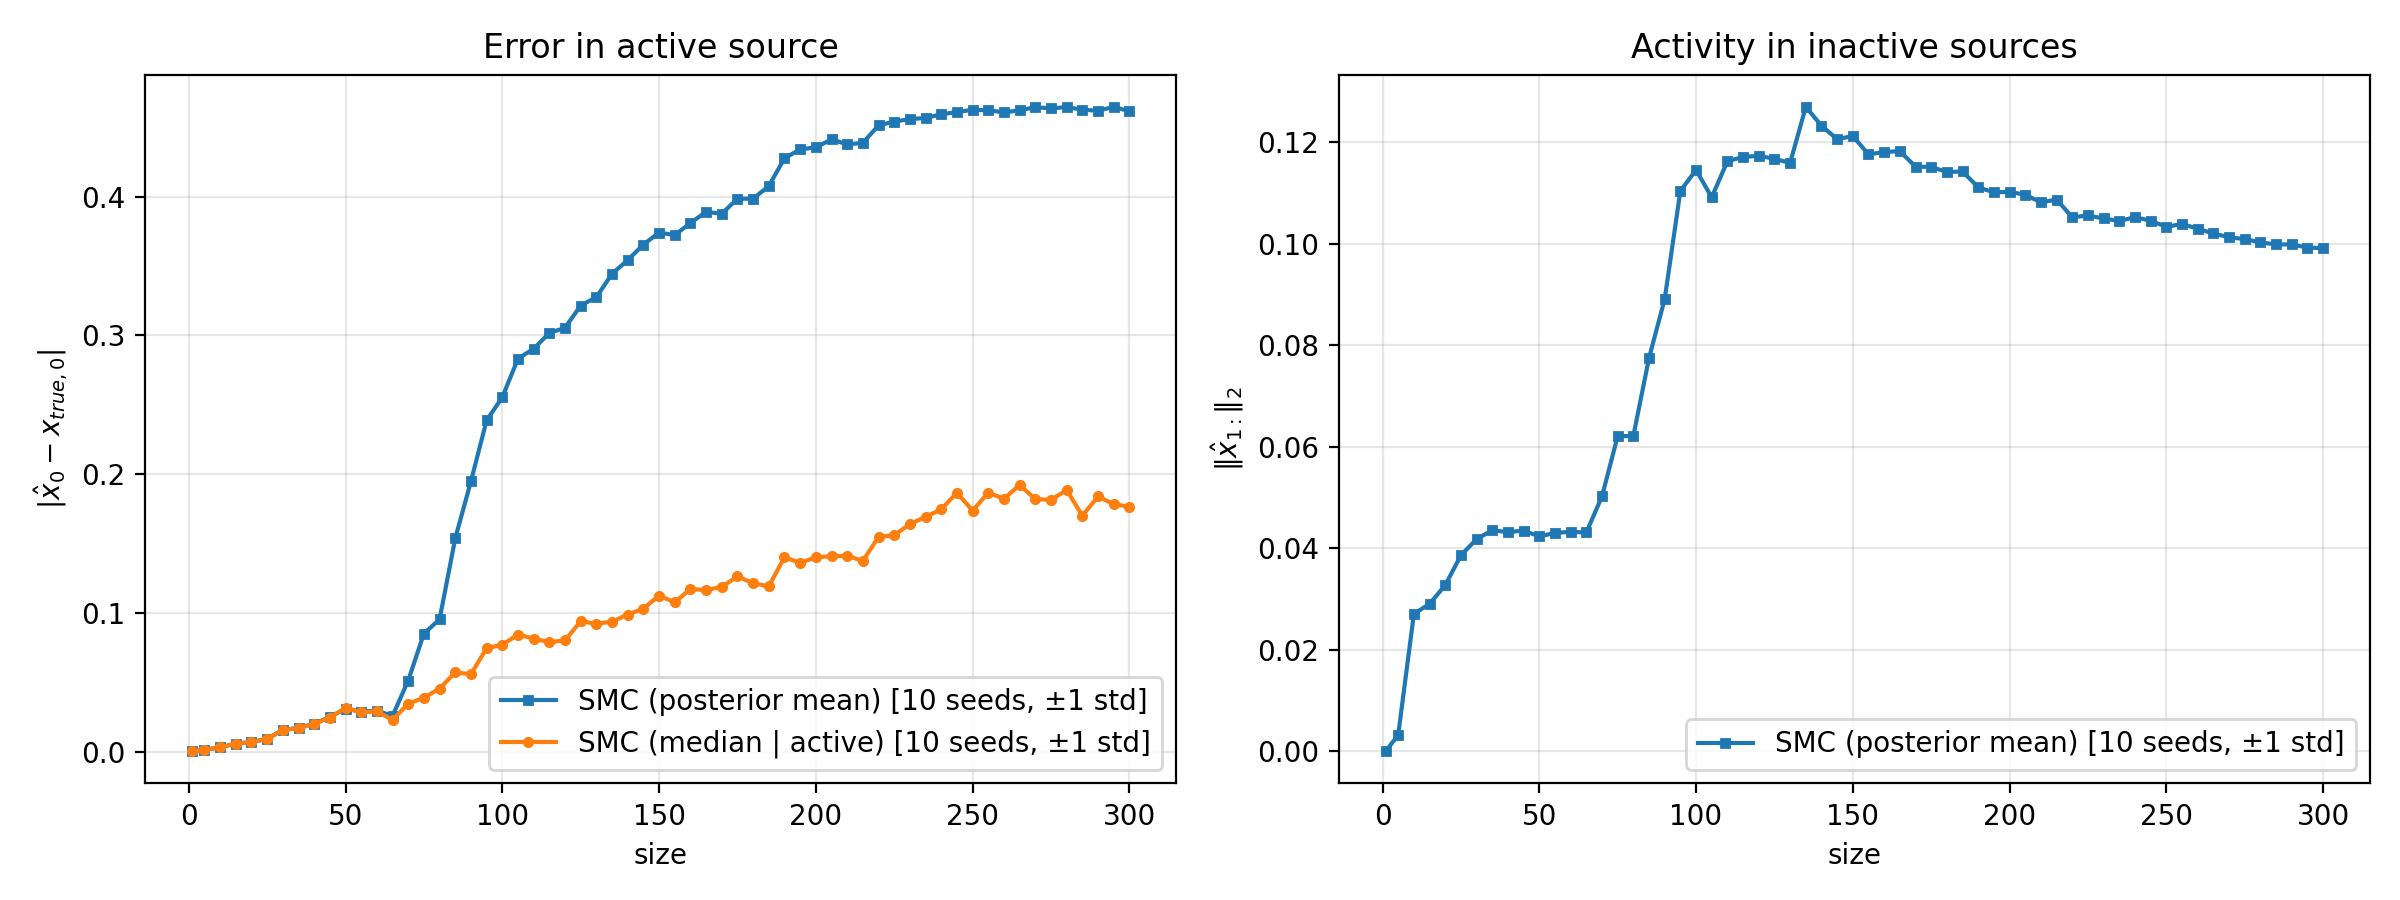 Error in active source
|x̂₀ − x_{true,0}|
0.4
0.3
0.2
0.1
0.0
SMC (posterior mean) [10 seeds, ±1 std]
SMC (median | active) [10 seeds, ±1 std]
0 50 100 150 200 250 300
size
Activity in inactive sources
‖x̂₁:‖₂
0.12
0.10
0.08
0.06
0.04
0.02
0.00
SMC (posterior mean) [10 seeds, ±1 std]
0 50 100 150 200 250 300
size